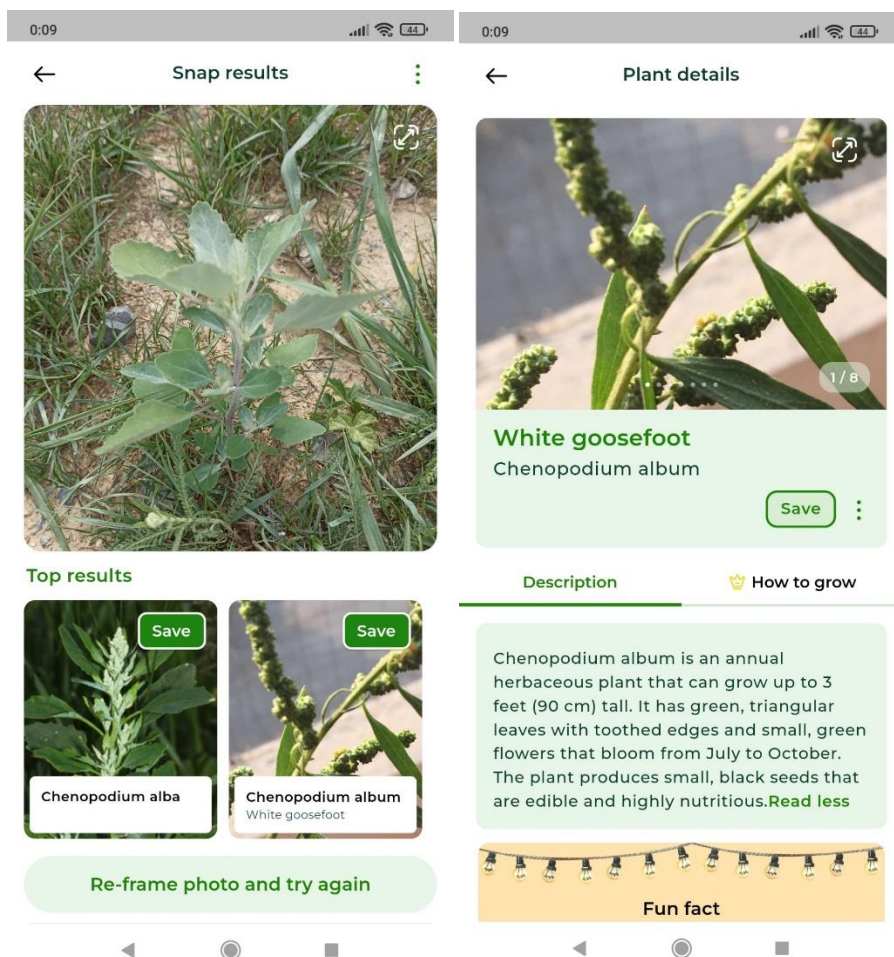 0:09
44
Snap results
Top results
Save
Save
Chenopodium alba
Chenopodium album
White goosefoot
Re-frame photo and try again
0:09
44
Plant details
1 / 8
White goosefoot
Chenopodium album
Save
Description
How to grow
Chenopodium album is an annual
herbaceous plant that can grow up to 3
feet (90 cm) tall. It has green, triangular
leaves with toothed edges and small, green
flowers that bloom from July to October.
The plant produces small, black seeds that
are edible and highly nutritious.Read less
Fun fact